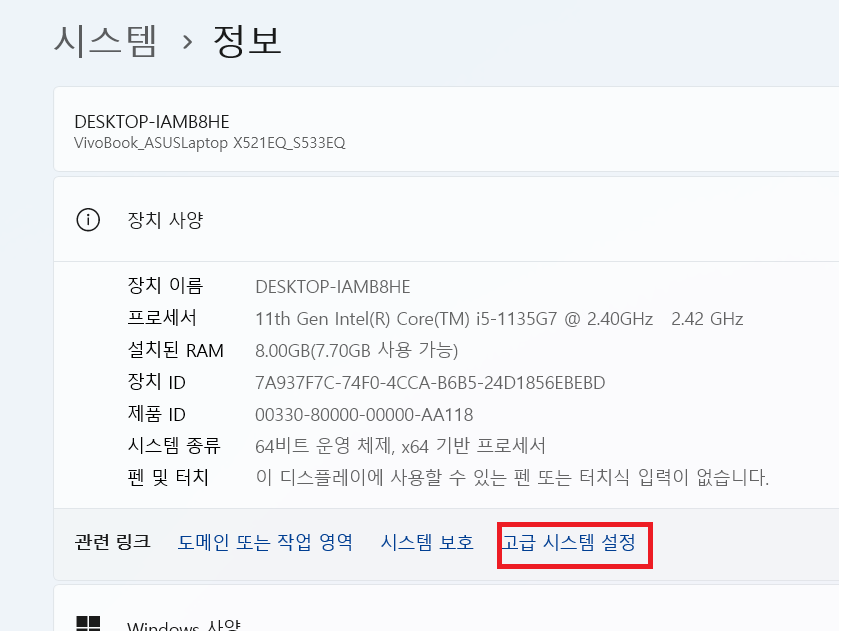 시스템 › 정보
DESKTOP-IAMB8HE
VivoBook_ASUSLaptop X521EQ_S533EQ
장치 사양
장치 이름 DESKTOP-IAMB8HE
프로세서 11th Gen Intel(R) Core(TM) i5-1135G7 @ 2.40GHz 2.42 GHz
설치된 RAM 8.00GB(7.70GB 사용 가능)
장치 ID 7A937F7C-74F0-4CCA-B6B5-24D1856EBEBD
제품 ID 00330-80000-00000-AA118
시스템 종류 64비트 운영 체제, x64 기반 프로세서
펜 및 터치 이 디스플레이에 사용할 수 있는 펜 또는 터치식 입력이 없습니다.
관련 링크 도메인 또는 작업 영역 시스템 보호 고급 시스템 설정
Windows 사양